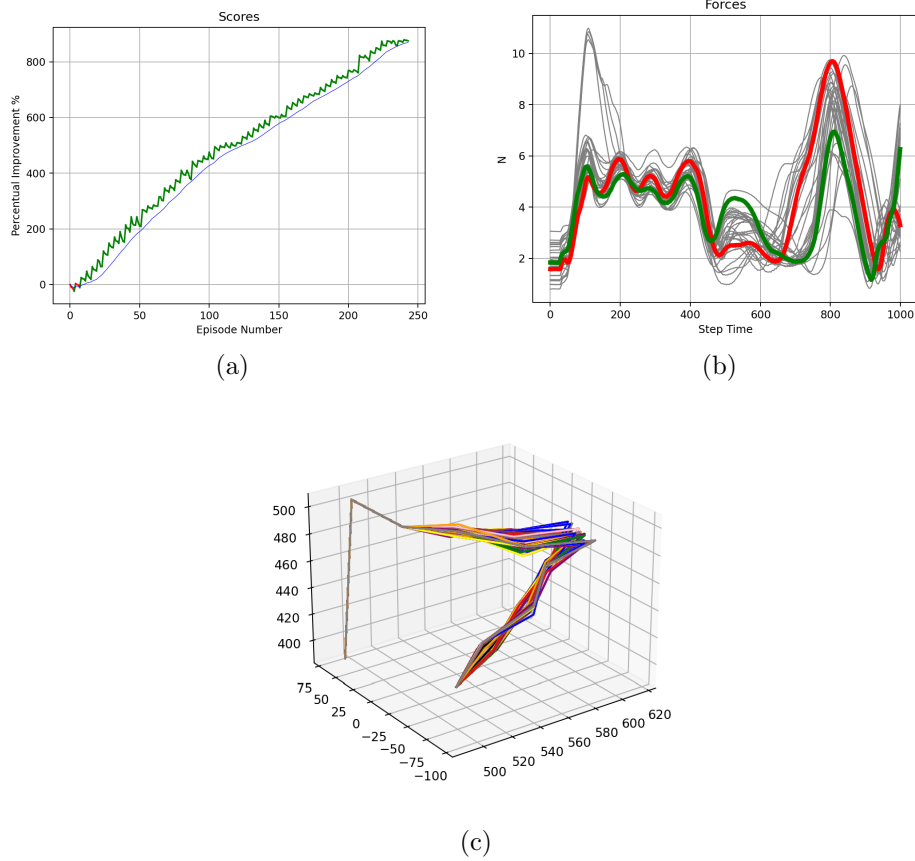 Scores
Percentual Improvement %
800
600
400
200
0
0 50 100 150 200 250
Episode Number
(a)
Forces
N
10
8
6
4
2
0 200 400 600 800 1000
Step Time
(b)
500
480
460
440
420
400
75
50
25
0
−25
−50
−75
−100
500
520
540
560
580
600
620
(c)